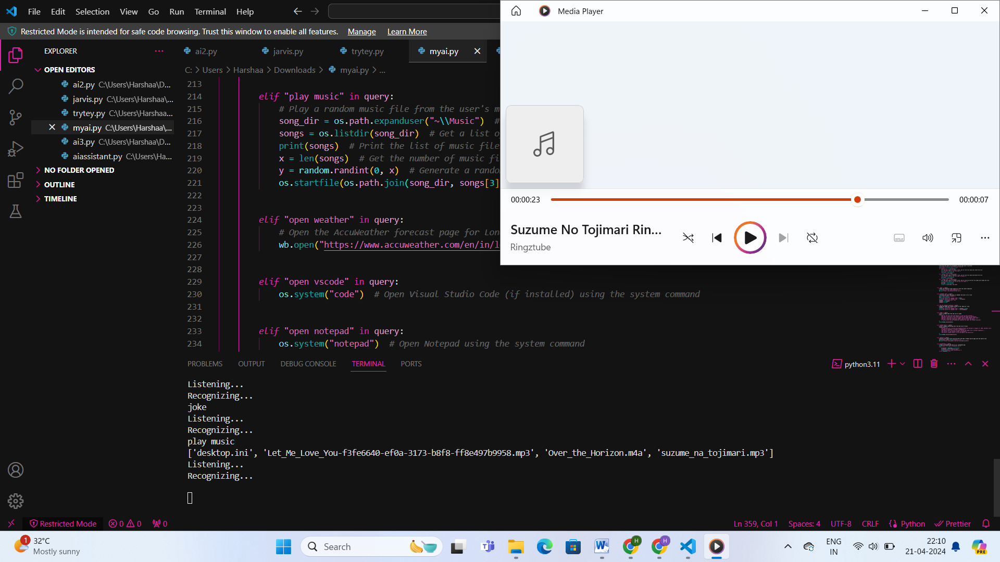 File Edit Selection View Go Run Terminal Help
Restricted Mode is intended for safe code browsing. Trust this window to enable all features. Manage Learn More
EXPLORER
OPEN EDITORS
ai2.py C:\Users\Harshaa\D...
jarvis.py C:\Users\Harshaa\...
trytey.py C:\Users\Harshaa...
myai.py C:\Users\Harshaa\...
ai3.py C:\Users\Harshaa\D...
aiassistant.py C:\Users\Ha...
NO FOLDER OPENED
OUTLINE
TIMELINE
ai2.py jarvis.py trytey.py myai.py
C: > Users > Harshaa > Downloads > myai.py > ...
213
214 elif "play music" in query:
215 # Play a random music file from the user's m
216 song_dir = os.path.expanduser("~\\Music") #
217 songs = os.listdir(song_dir) # Get a list o
218 print(songs) # Print the list of music file
219 x = len(songs) # Get the number of music fi
220 y = random.randint(0, x) # Generate a rando
221 os.startfile(os.path.join(song_dir, songs[3]
222
223
224 elif "open weather" in query:
225 # Open the AccuWeather forecast page for Lon
226 wb.open("https://www.accuweather.com/en/in/l
227
228
229 elif "open vscode" in query:
230 os.system("code") # Open Visual Studio Code (if installed) using the system command
231
232
233 elif "open notepad" in query:
234 os.system("notepad") # Open Notepad using the system command
Media Player
00:00:23 00:00:07
Suzume No Tojimari Rin...
Ringztube
PROBLEMS OUTPUT DEBUG CONSOLE TERMINAL PORTS
python3.11
Listening...
Recognizing...
joke
Listening...
Recognizing...
play music
['desktop.ini', 'Let_Me_Love_You-f3fe6640-ef0a-3173-b8f8-ff8e497b9958.mp3', 'Over_the_Horizon.m4a', 'suzume_na_tojimari.mp3']
Listening...
Recognizing...
Restricted Mode 0 0 0
Ln 359, Col 1 Spaces: 4 UTF-8 CRLF Python Prettier
1
32°C
Mostly sunny
Search
H
H
ENG
IN
22:10
21-04-2024
PRE